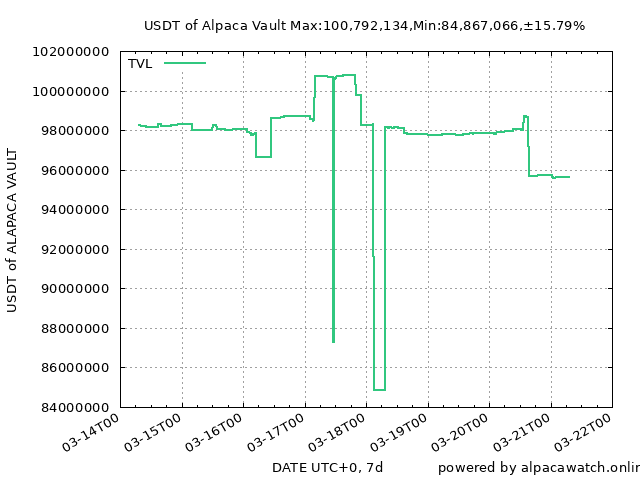 USDT of Alpaca Vault Max:100,792,134,Min:84,867,066,±15.79%
TVL
102000000
100000000
98000000
96000000
94000000
92000000
90000000
88000000
86000000
84000000
USDT of ALAPACA VAULT
03-14T00
03-15T00
03-16T00
03-17T00
03-18T00
03-19T00
03-20T00
03-21T00
03-22T00
DATE UTC+0, 7d
powered by alpacawatch.onlin